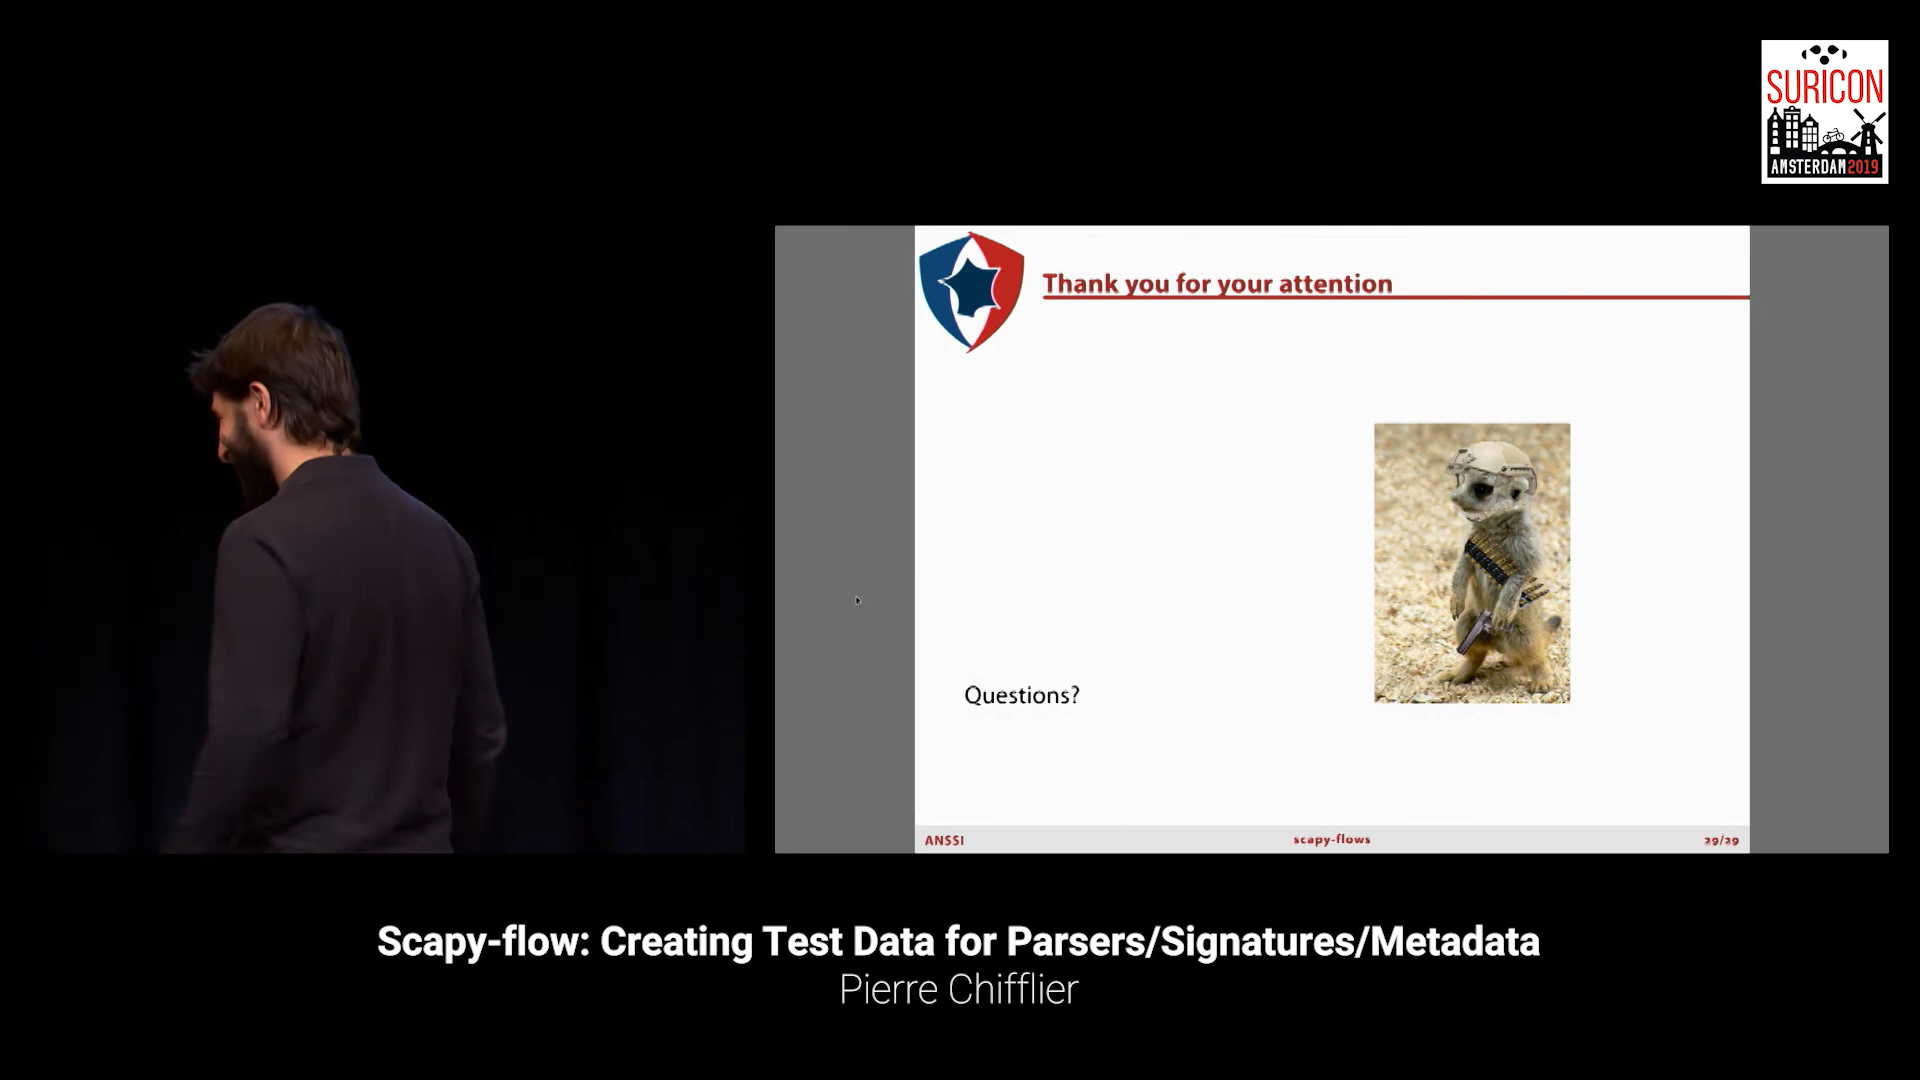 SURICON
AMSTERDAM 2019
Thank you for your attention
Questions?
ANSSI
scapy-flows
29/29
Scapy-flow: Creating Test Data for Parsers/Signatures/Metadata
Pierre Chifflier